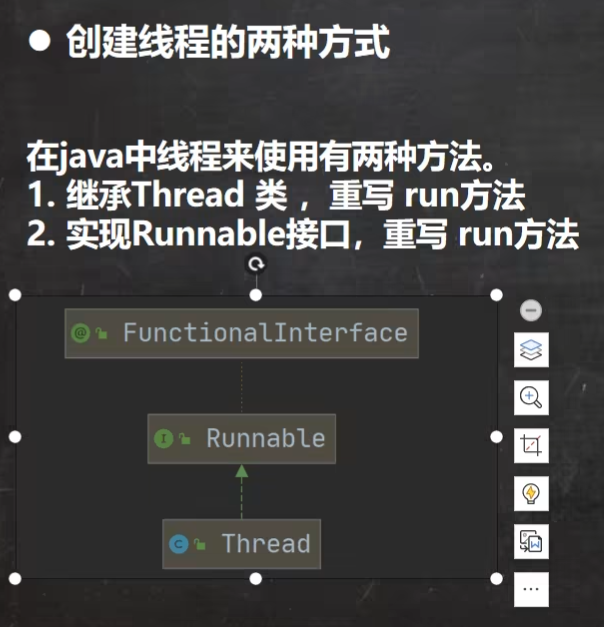 ● 创建线程的两种方式
在java中线程来使用有两种方法。
1. 继承Thread 类 ，重写 run方法
2. 实现Runnable接口，重写 run方法
FunctionalInterface
Runnable
Thread